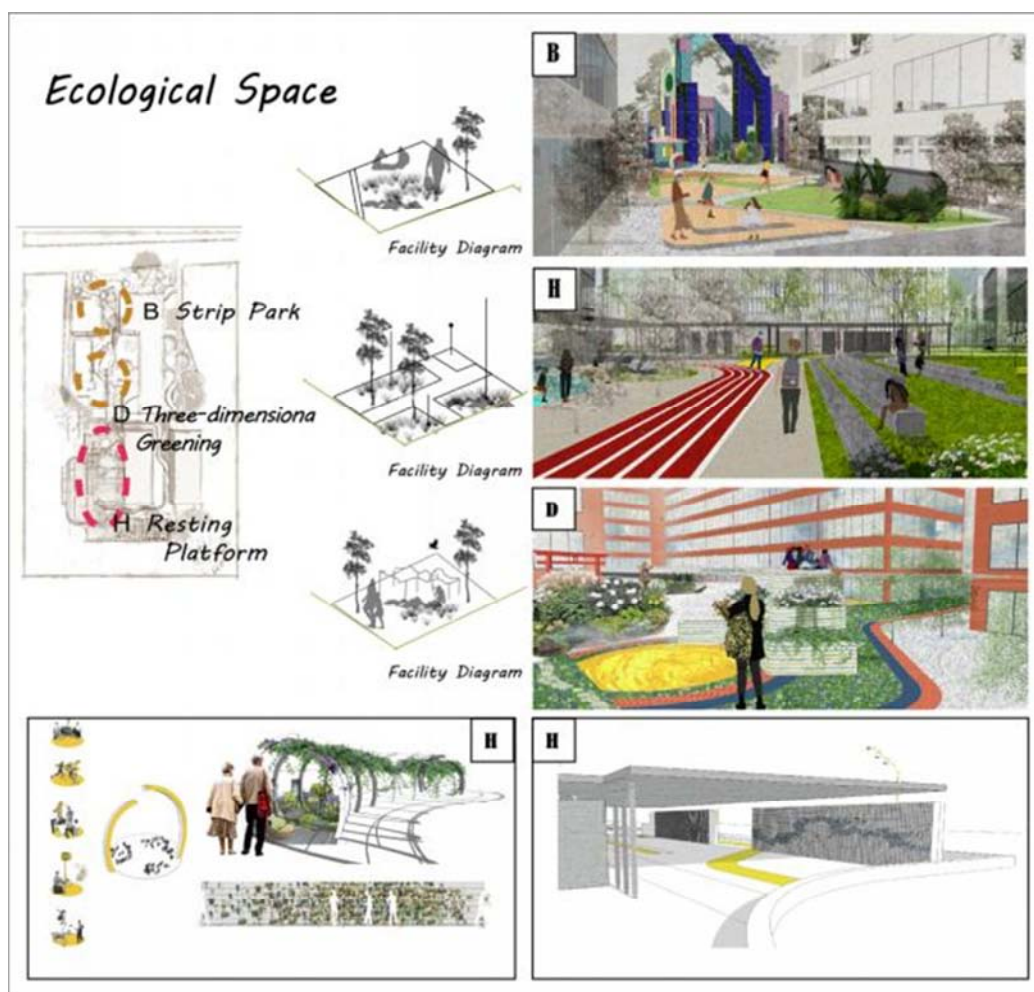 Ecological Space
Facility Diagram
B Strip Park
D Three-dimensiona
Greening
Facility Diagram
H Resting
Platform
Facility Diagram
B
H
D
H
H